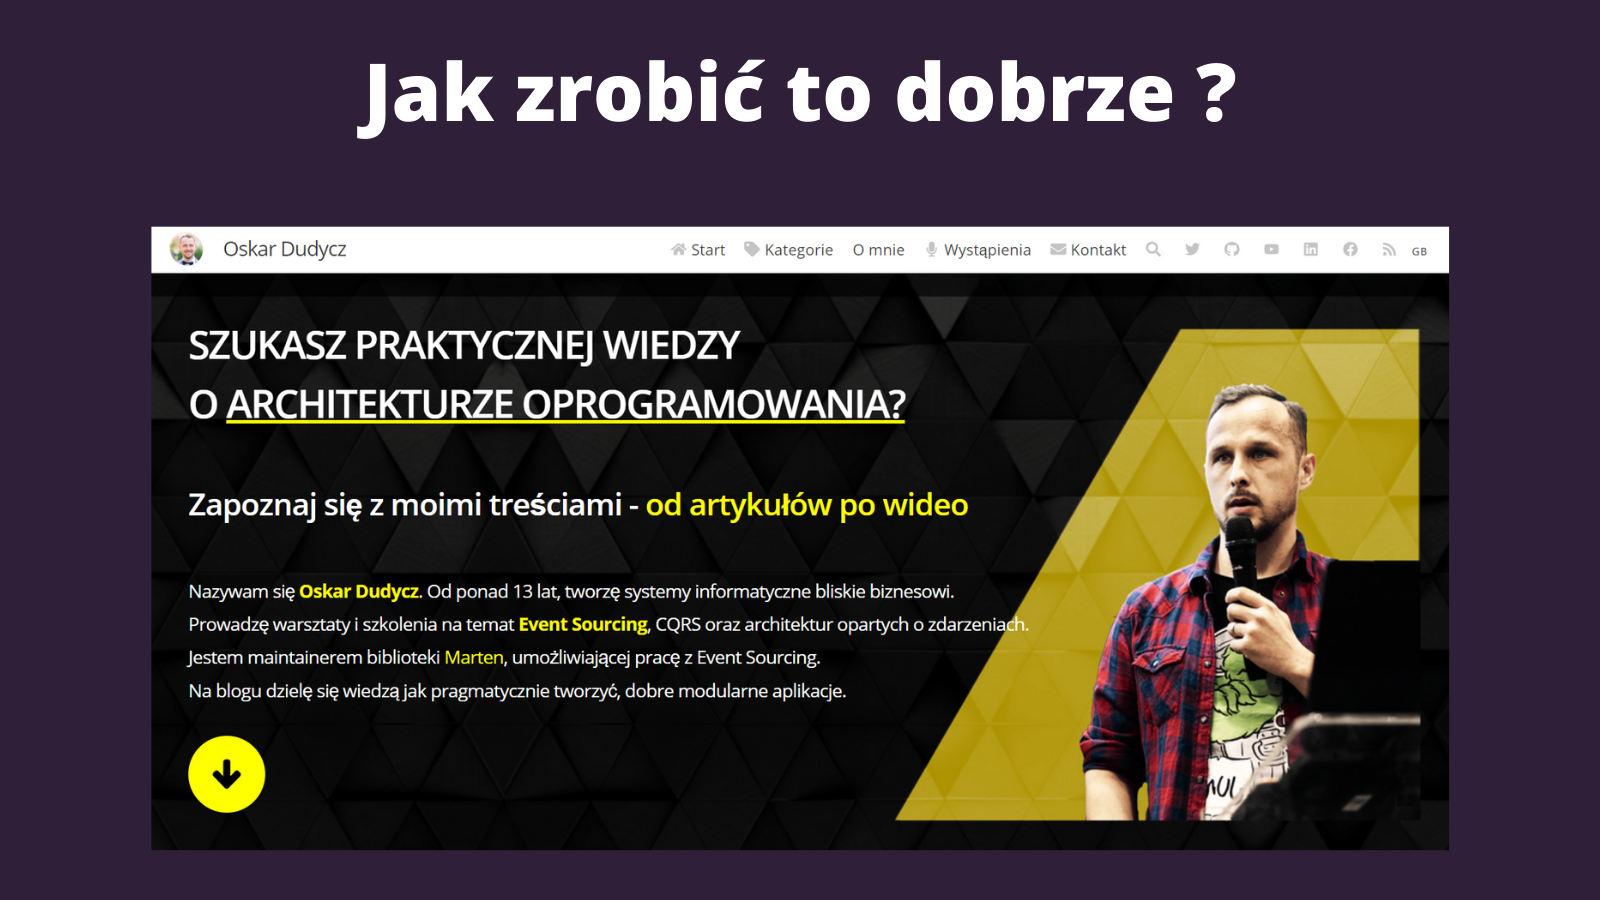 Jak zrobić to dobrze ?
Oskar Dudycz
Start Kategorie O mnie Wystąpienia Kontakt GB
SZUKASZ PRAKTYCZNEJ WIEDZY
O ARCHITEKTURZE OPROGRAMOWANIA?
Zapoznaj się z moimi treściami - od artykułów po wideo
Nazywam się Oskar Dudycz. Od ponad 13 lat, tworzę systemy informatyczne bliskie biznesowi.
Prowadzę warsztaty i szkolenia na temat Event Sourcing, CQRS oraz architektur opartych o zdarzeniach.
Jestem maintainerem biblioteki Marten, umożliwiającej pracę z Event Sourcing.
Na blogu dzielę się wiedzą jak pragmatycznie tworzyć, dobre modularne aplikacje.